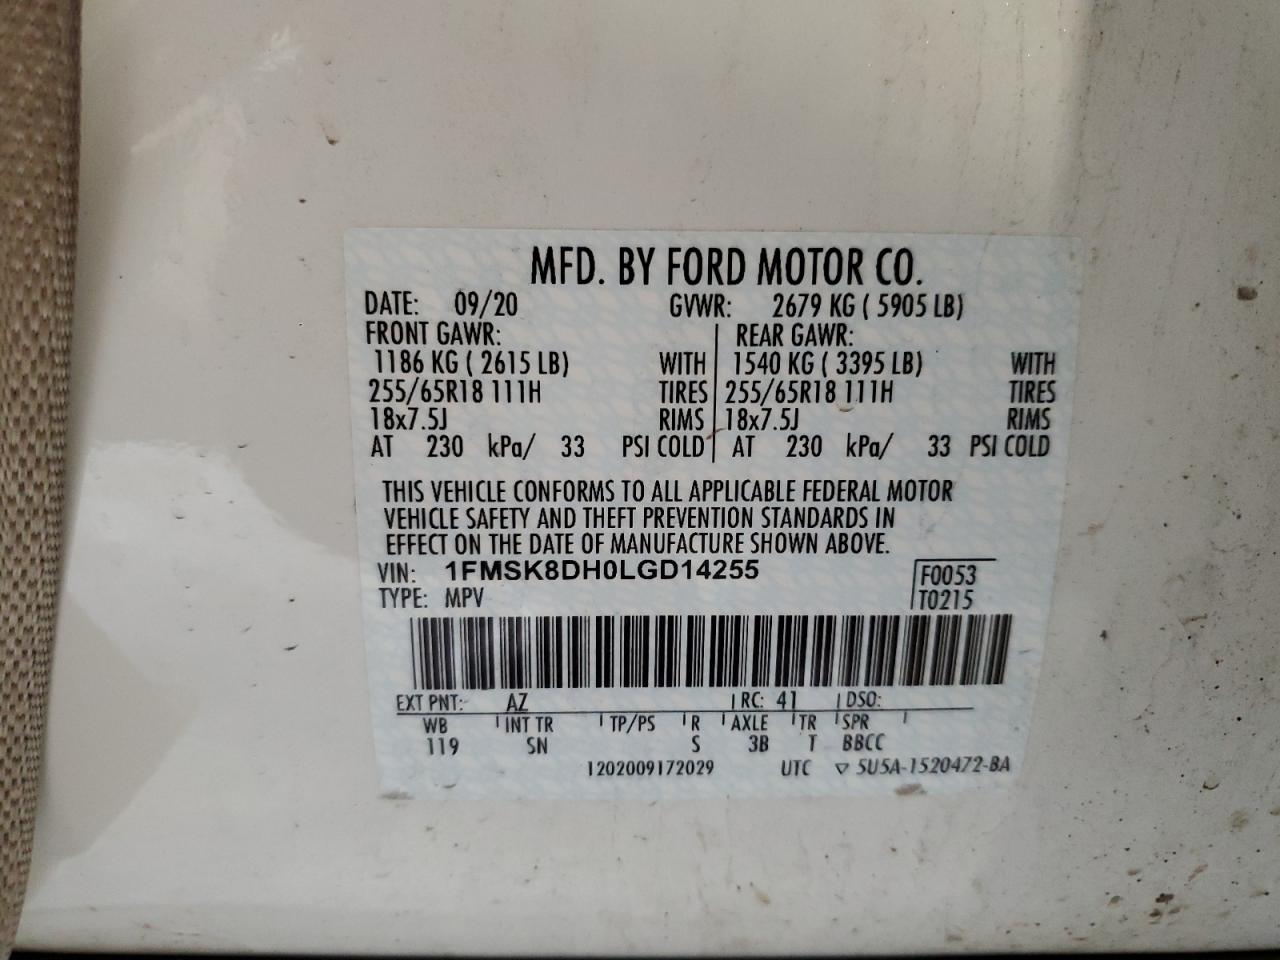 MFD. BY FORD MOTOR CO.
DATE: 09/20 GVWR: 2679 KG ( 5905 LB)
FRONT GAWR: REAR GAWR:
1186 KG ( 2615 LB) WITH 1540 KG ( 3395 LB) WITH
255/65R18 111H TIRES 255/65R18 111H TIRES
18x7.5J RIMS 18x7.5J RIMS
AT 230 kPa/ 33 PSI COLD AT 230 kPa/ 33 PSI COLD
THIS VEHICLE CONFORMS TO ALL APPLICABLE FEDERAL MOTOR
VEHICLE SAFETY AND THEFT PREVENTION STANDARDS IN
EFFECT ON THE DATE OF MANUFACTURE SHOWN ABOVE.
VIN: 1FMSK8DH0LGD14255 F0053
TYPE: MPV T0215
EXT PNT: AZ RC: 41 DSO:
WB INT TR TP/PS R AXLE TR SPR
119 SN S 3B T BBCC
1202009172029 UTC ▽ 5U5A-1520472-BA